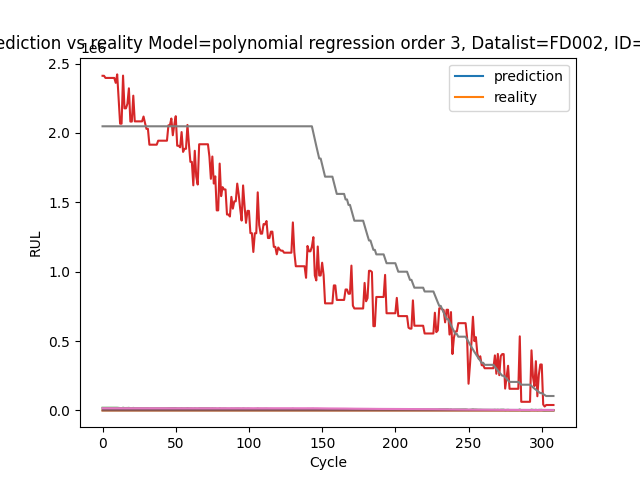 ediction vs reality Model=polynomial regression order 3, Datalist=FD002, ID=
1e6
prediction
reality
2.5
2.0
1.5
1.0
0.5
0.0
RUL
0 50 100 150 200 250 300
Cycle